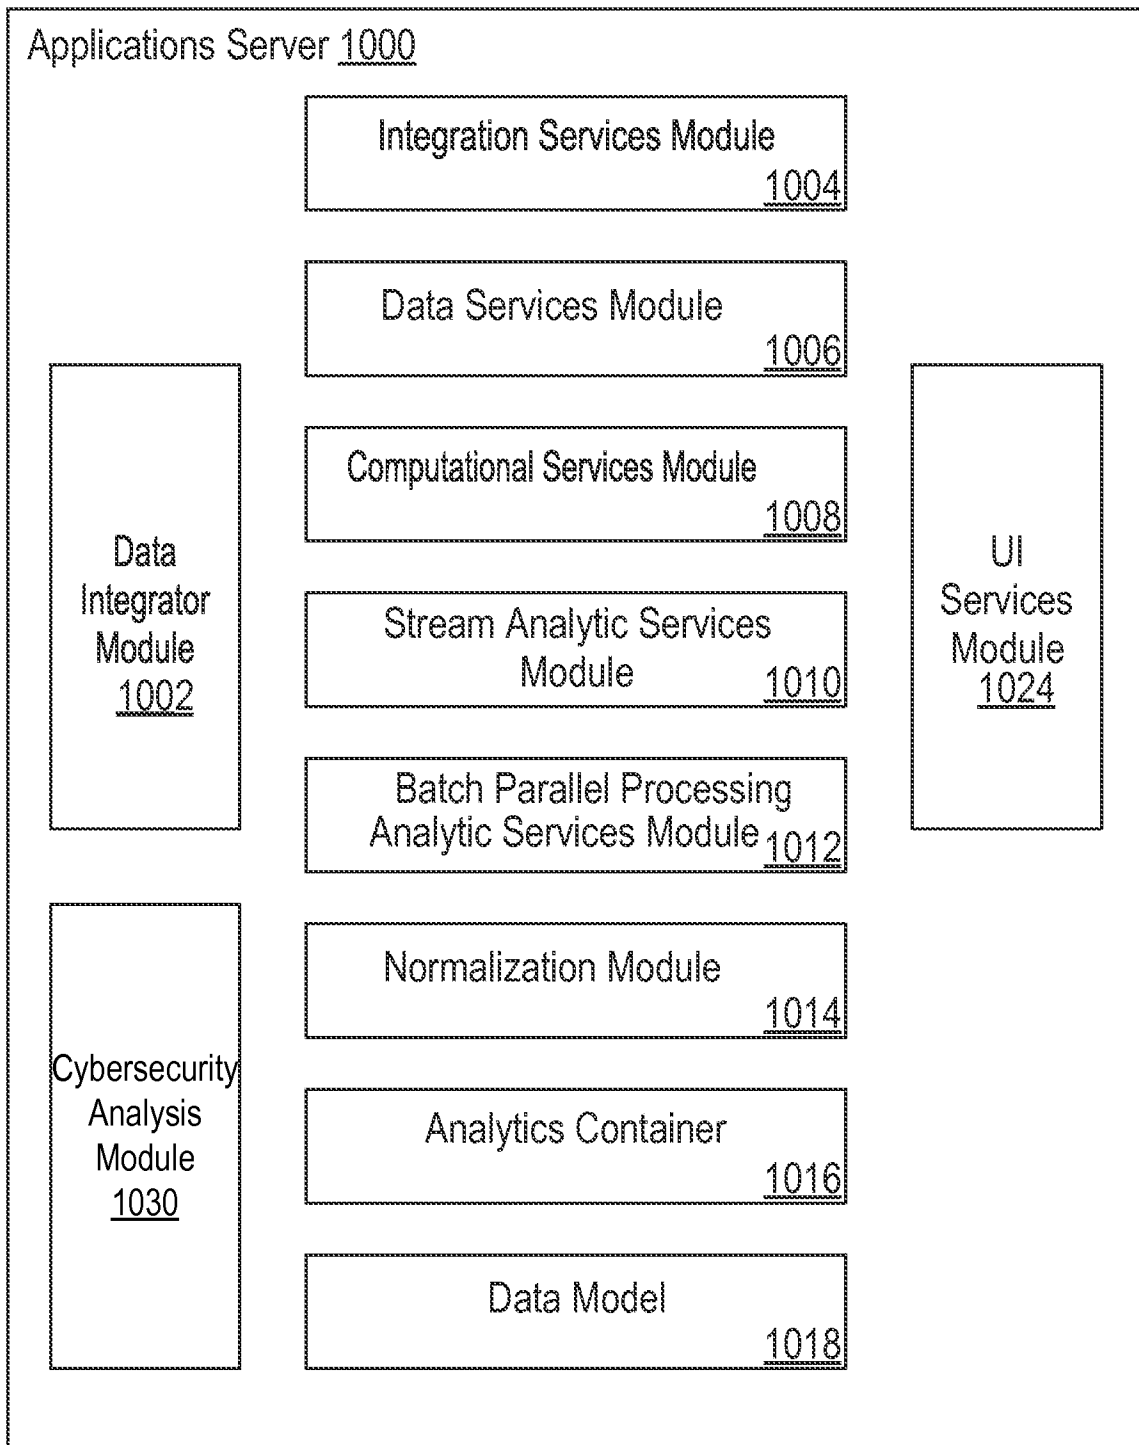 Applications Server 1000
Integration Services Module
1004
Data Services Module
1006
Computational Services Module
1008
Data
Integrator
Module
1002
Stream Analytic Services
Module
1010
UI
Services
Module
1024
Batch Parallel Processing
Analytic Services Module
1012
Normalization Module
1014
Cybersecurity
Analysis
Module
1030
Analytics Container
1016
Data Model
1018